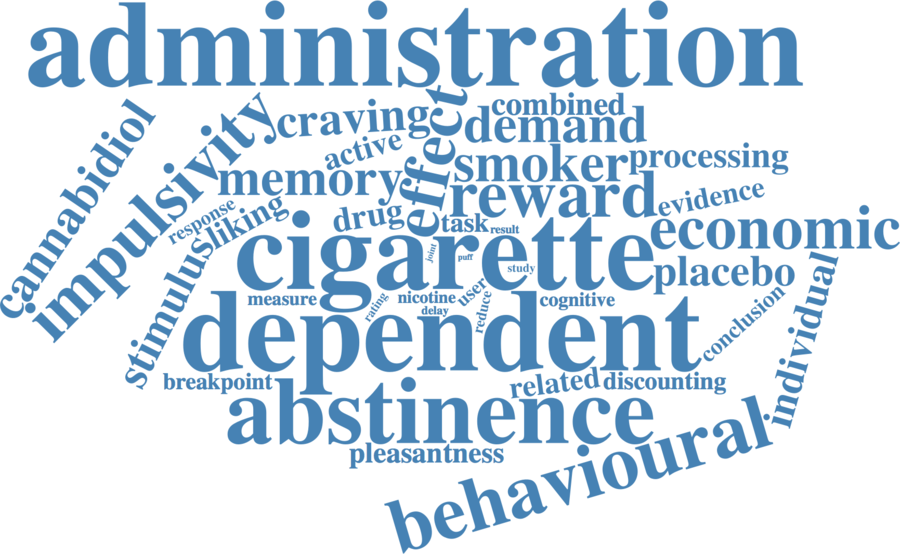 administration
cannabidiol
impulsivity
craving
effect
combined
demand
active
memory
smoker
processing
reward
evidence
response
liking
drug
task
result
economic
stimulus
cigarette
joint
puff
study
placebo
individual
measure
rating
nicotine
delay
user
reduce
cognitive
conclusion
dependent
breakpoint
related
discounting
abstinence
pleasantness
behavioural